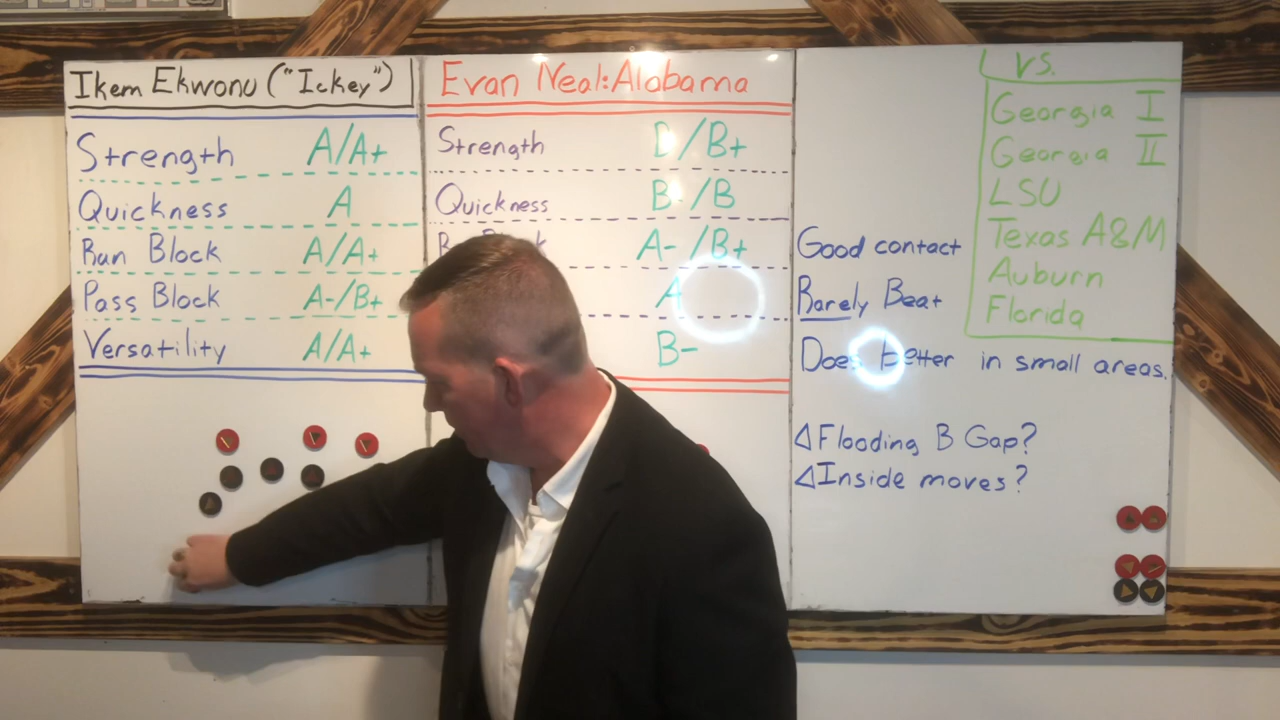 Ikem Ekwonu ("Ickey")
Strength A/A+
Quickness A
Run Block A/A+
Pass Block A-/B+
Versatility A/A+
Evan Neal: Alabama
Strength /B+
Quickness B-/B
A-/B+
A
B-
Good contact
Barely Beat
Does better in small areas.
△Flooding B Gap?
△Inside moves?
VS.
Georgia I
Georgia II
LSU
Texas A&M
Auburn
Florida